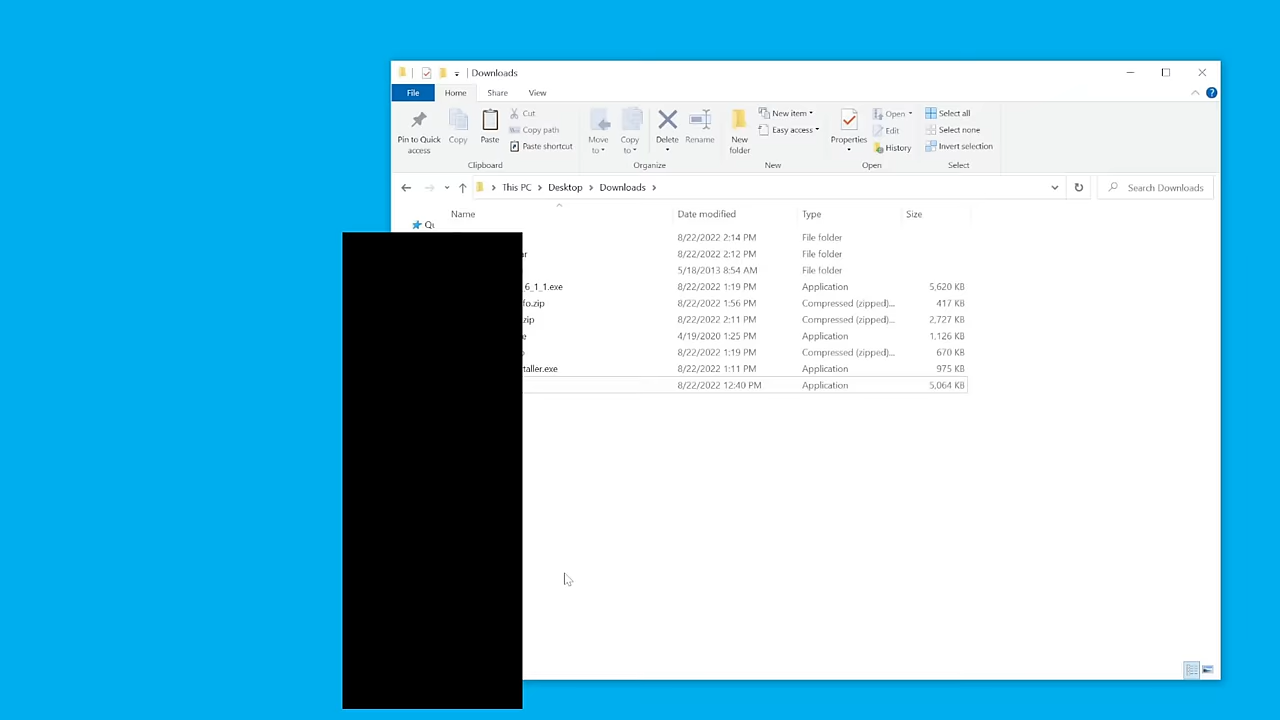 Downloads
File Home Share View
Pin to Quick access
Copy
Paste
Cut
Copy path
Paste shortcut
Clipboard
Move to
Copy to
Delete
Rename
Organize
New folder
New item
Easy access
New
Properties
Open
Edit
History
Open
Select all
Select none
Invert selection
Select
This PC > Desktop > Downloads >
Search Downloads
Name Date modified Type Size
8/22/2022 2:14 PM File folder
8/22/2022 2:12 PM File folder
5/18/2013 8:54 AM File folder
_6_1_1.exe 8/22/2022 1:19 PM Application 5,620 KB
fo.zip 8/22/2022 1:56 PM Compressed (zipped)... 417 KB
zip 8/22/2022 2:11 PM Compressed (zipped)... 2,727 KB
4/19/2020 1:25 PM Application 1,126 KB
8/22/2022 1:19 PM Compressed (zipped)... 670 KB
taller.exe 8/22/2022 1:11 PM Application 975 KB
8/22/2022 12:40 PM Application 5,064 KB